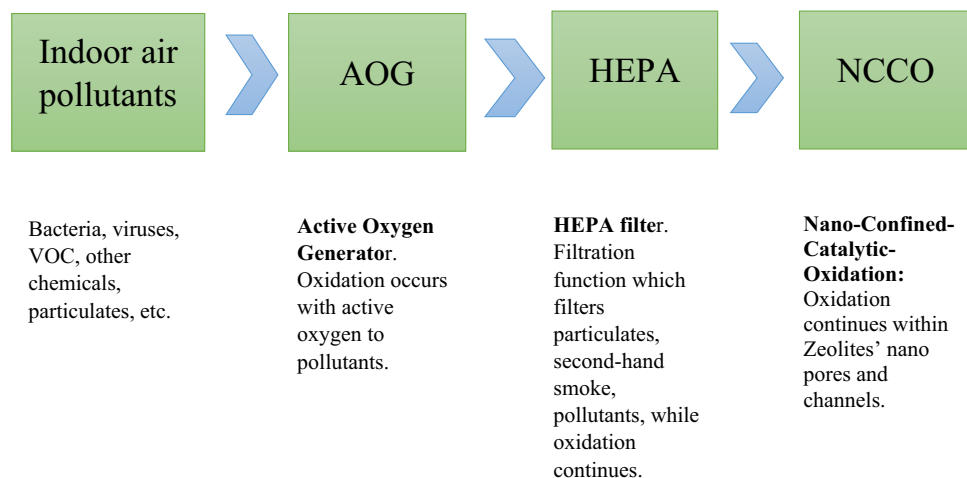 Indoor air
pollutants
AOG
HEPA
NCCO
Bacteria, viruses,
VOC, other
chemicals,
particulates, etc.
Active Oxygen
Generator.
Oxidation occurs
with active
oxygen to
pollutants.
HEPA filter.
Filtration
function which
filters
particulates,
second-hand
smoke,
pollutants, while
oxidation
continues.
Nano-Confined-
Catalytic-
Oxidation:
Oxidation
continues within
Zeolites’ nano
pores and
channels.